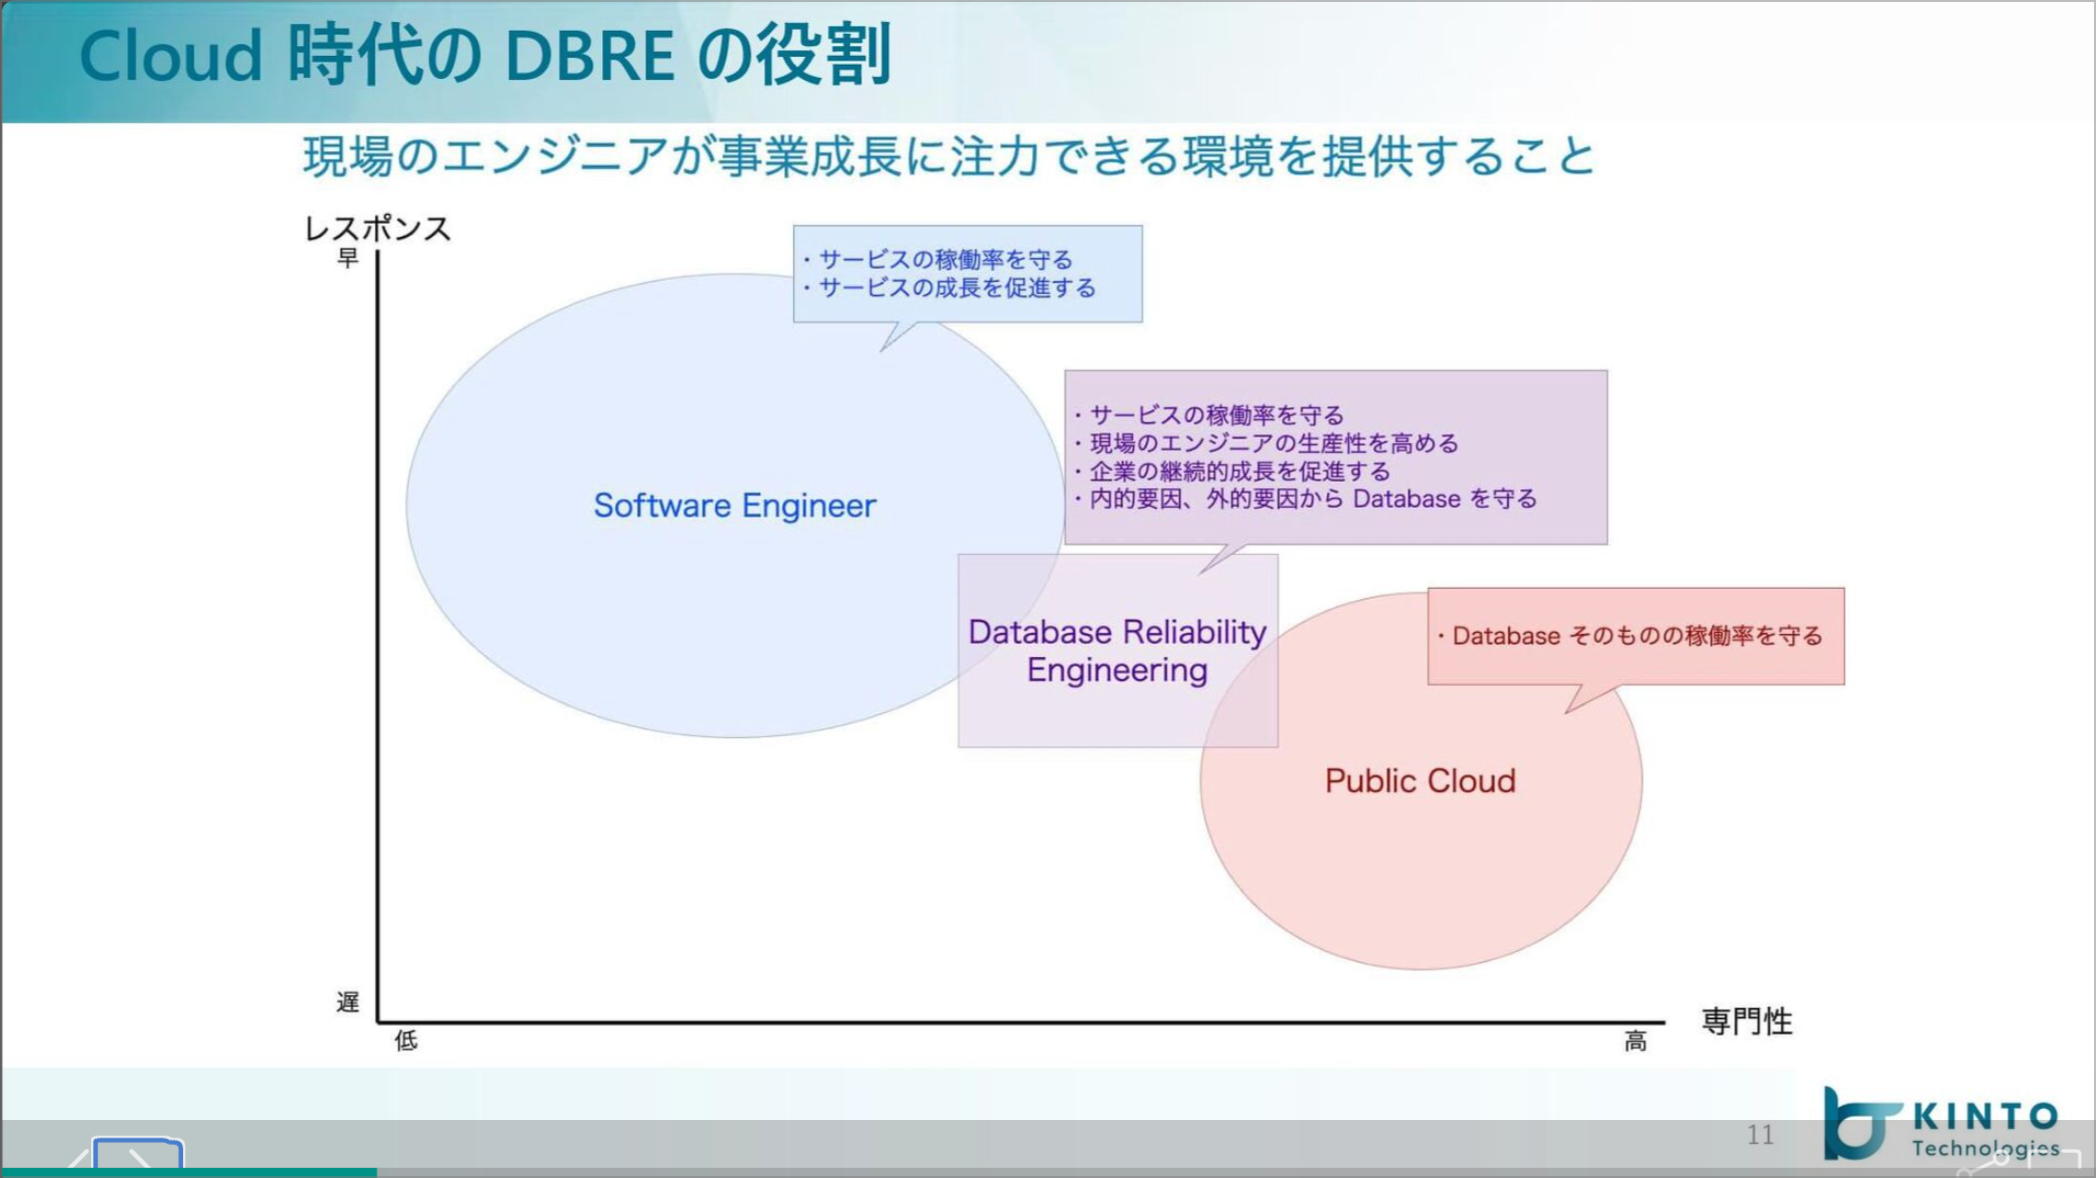 Cloud 時代の DBRE の役割
現場のエンジニアが事業成長に注力できる環境を提供すること
レスポンス
早
・サービスの稼働率を守る
・サービスの成長を促進する
・サービスの稼働率を守る
・現場のエンジニアの生産性を高める
・企業の継続的成長を促進する
・内的要因、外的要因から Database を守る
Software Engineer
Database Reliability
Engineering
・Database そのものの稼働率を守る
Public Cloud
遅
低
高
専門性
11
KINTO
Technologies